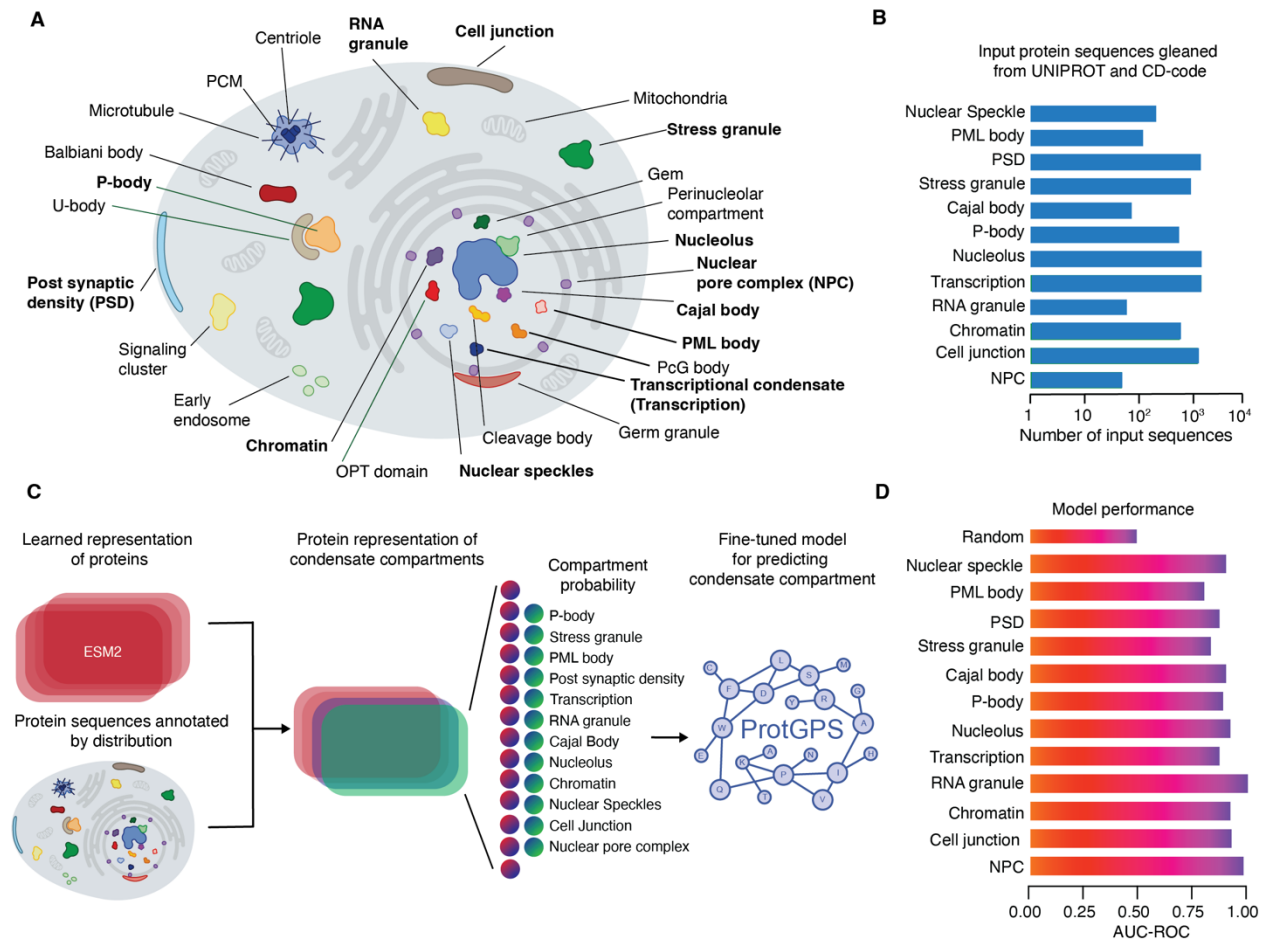 A
RNA
granule
Cell junction
Centriole
PCM
Microtubule
Balbiani body
P-body
U-body
Post synaptic
density (PSD)
Signaling
cluster
Early
endosome
Chromatin
OPT domain
Nuclear speckles
Cleavage body
Germ granule
Transcriptional condensate
(Transcription)
PcG body
PML body
Cajal body
Nuclear
pore complex (NPC)
Nucleolus
Perinucleolar
compartment
Gem
Stress granule
Mitochondria
B
Input protein sequences gleaned
from UNIPROT and CD-code
Nuclear Speckle
PML body
PSD
Stress granule
Cajal body
P-body
Nucleolus
Transcription
RNA granule
Chromatin
Cell junction
NPC
1 10 10² 10³ 10⁴
Number of input sequences
C
Learned representation
of proteins
ESM2
Protein sequences annotated
by distribution
Protein representation of
condensate compartments
Compartment
probability
P-body
Stress granule
PML body
Post synaptic density
Transcription
RNA granule
Cajal Body
Nucleolus
Chromatin
Nuclear Speckles
Cell Junction
Nuclear pore complex
Fine-tuned model
for predicting
condensate compartment
C
L
M
F
D
S
Y
R
G
W
ProtGPS
A
E
K
A
N
H
Q
T
P
I
V
D
Model performance
Random
Nuclear speckle
PML body
PSD
Stress granule
Cajal body
P-body
Nucleolus
Transcription
RNA granule
Chromatin
Cell junction
NPC
0.00 0.25 0.50 0.75 1.00
AUC-ROC